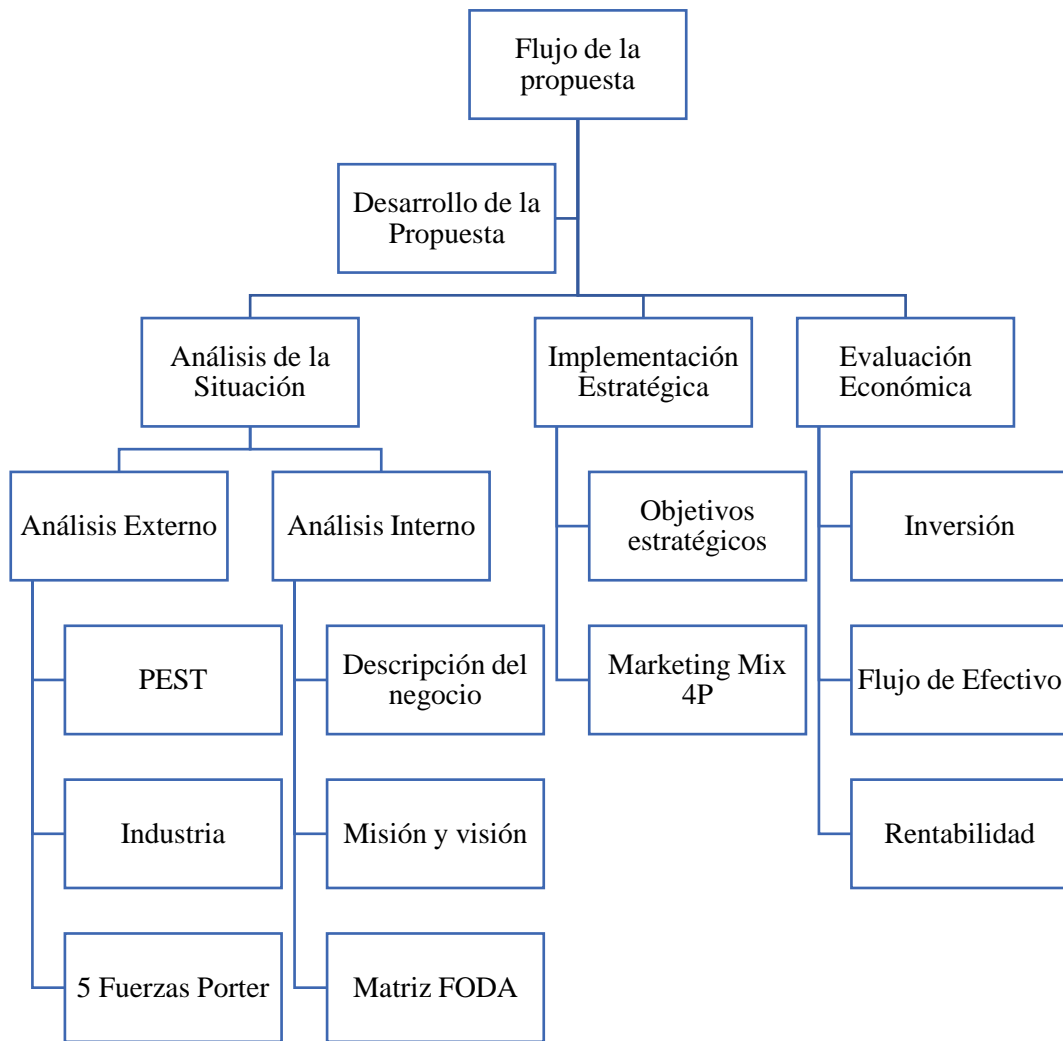 Flujo de la
propuesta
Desarrollo de la
Propuesta
Análisis de la
Situación
Implementación
Estratégica
Evaluación
Económica
Análisis Externo
Análisis Interno
Objetivos
estratégicos
Inversión
PEST
Descripción del
negocio
Marketing Mix
4P
Flujo de Efectivo
Industria
Misión y visión
Rentabilidad
5 Fuerzas Porter
Matriz FODA